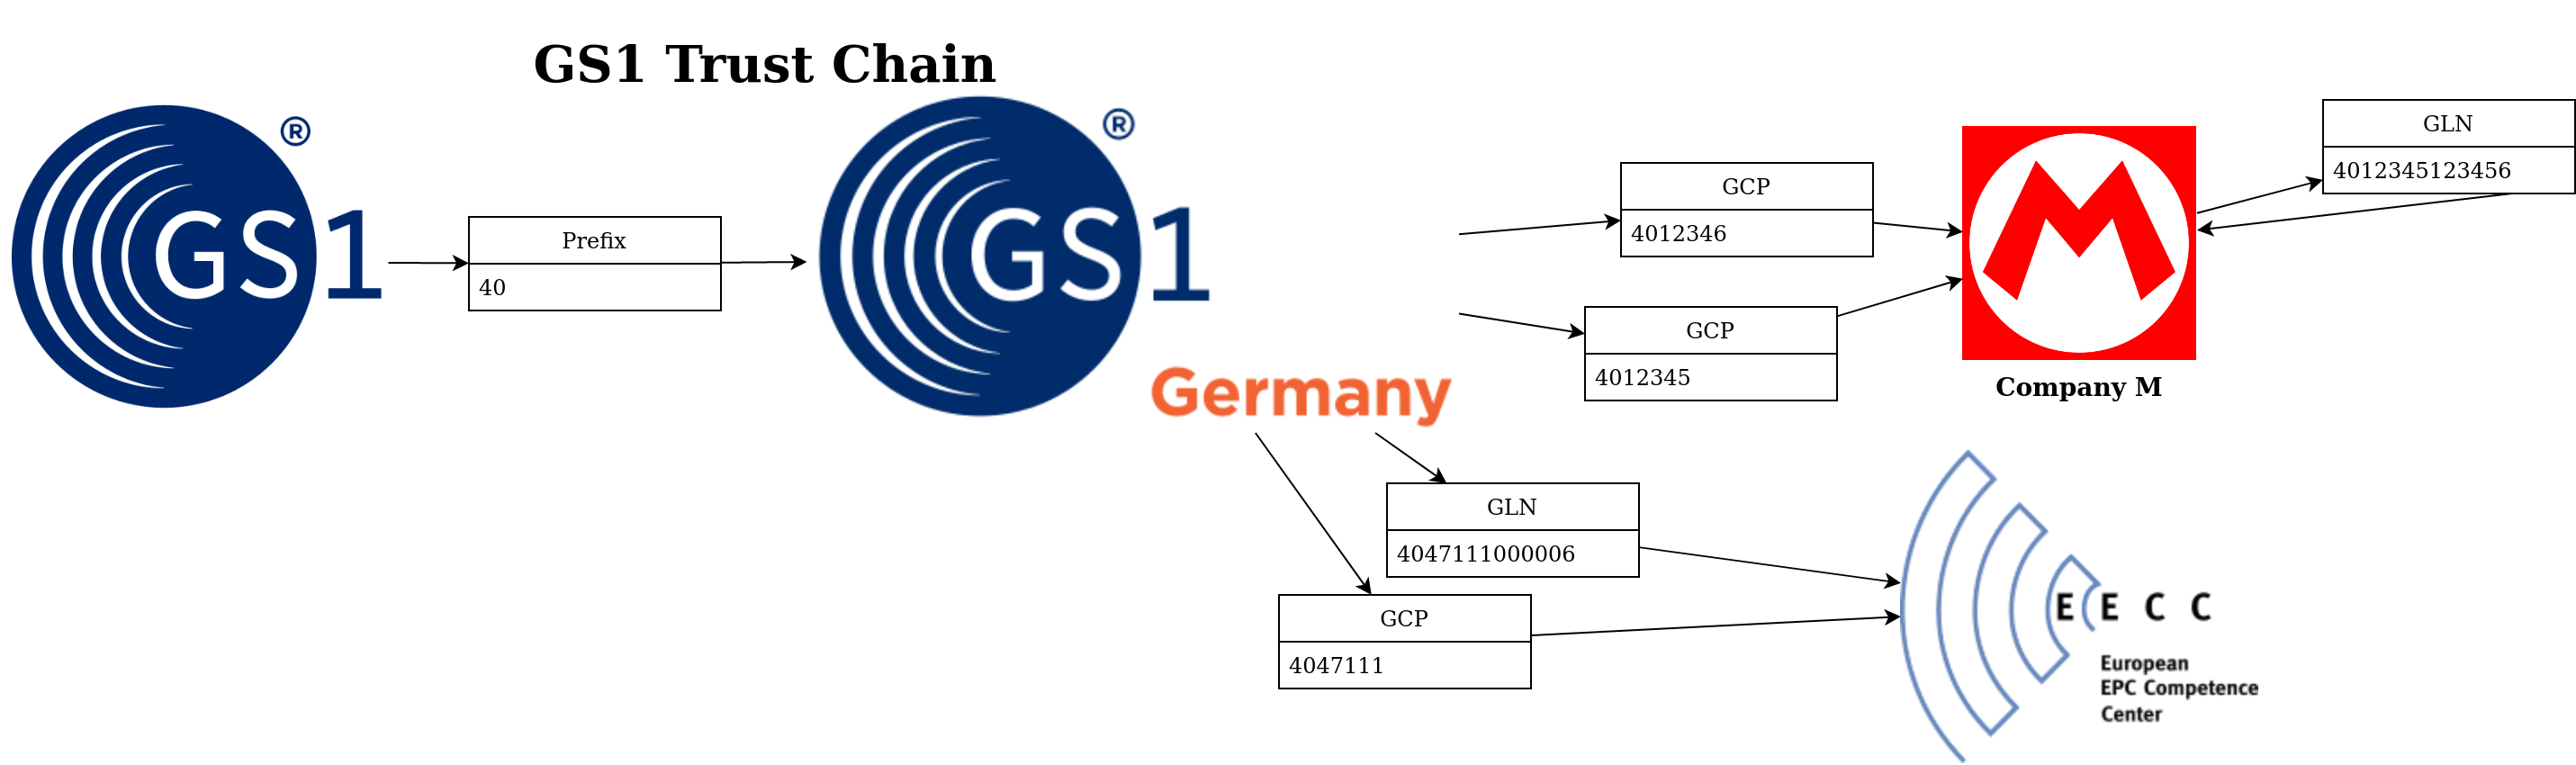 GS1 Trust Chain
GS1®
Prefix
40
GS1®
Germany
GCP
4012346
GCP
4012345
Company M
GLN
4012345123456
GLN
4047111000006
GCP
4047111
E E C C
European
EPC Competence
Center